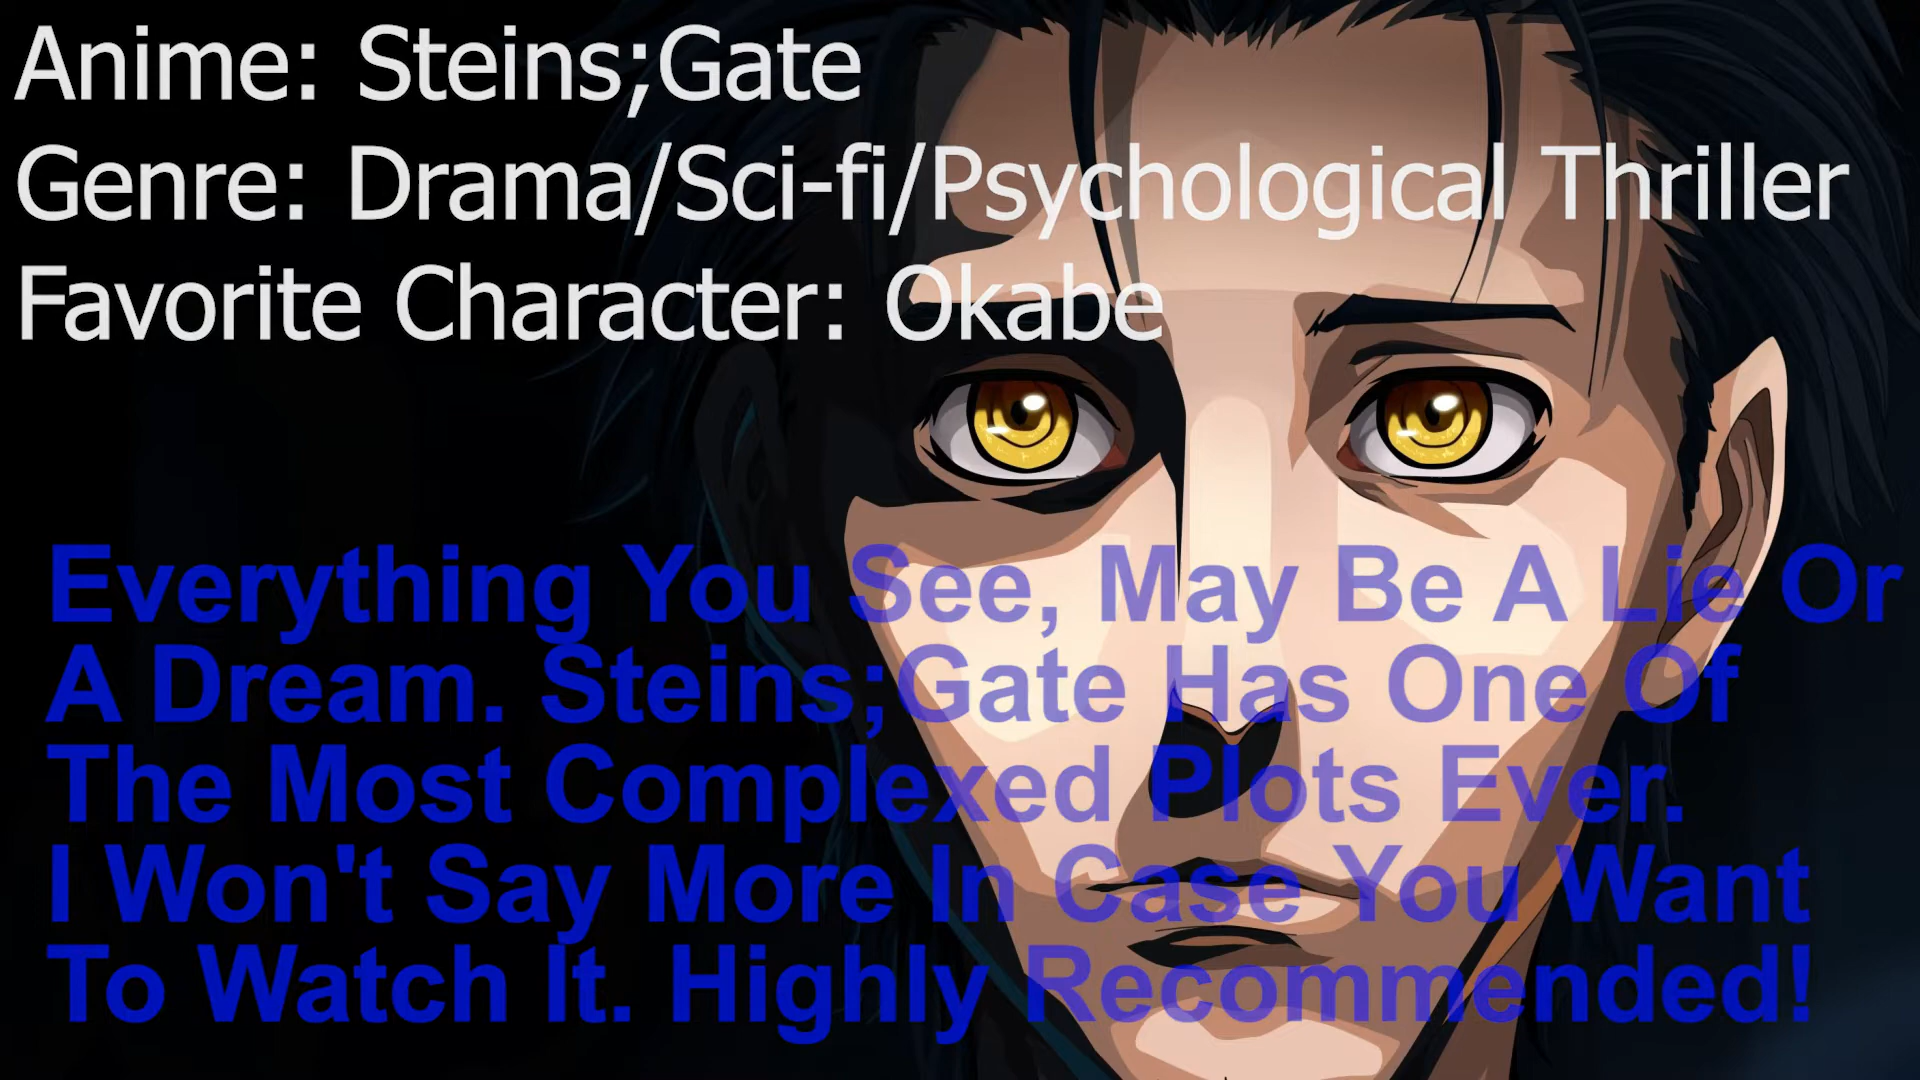 Anime: Steins;Gate
Genre: Drama/Sci-fi/Psychological Thriller
Favorite Character: Okabe
Everything You See, May Be A Lie Or
A Dream. Steins;Gate Has One Of
The Most Complexed Plots Ever.
I Won't Say More In Case You Want
To Watch It. Highly Recommended!